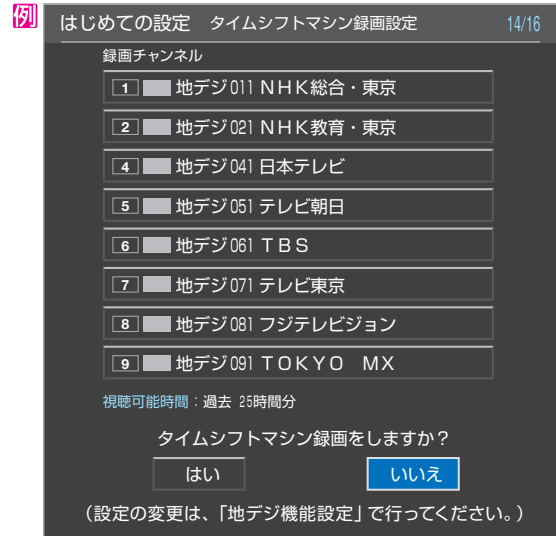 例
はじめての設定 タイムシフトマシン録画設定 14/16
録画チャンネル
1 地デジ011 NHK総合・東京
2 地デジ021 NHK教育・東京
4 地デジ041 日本テレビ
5 地デジ051 テレビ朝日
6 地デジ061 TBS
7 地デジ071 テレビ東京
8 地デジ081 フジテレビジョン
9 地デジ091 TOKYO MX
視聴可能時間：過去 25時間分
タイムシフトマシン録画をしますか？
はい いいえ
（設定の変更は、「地デジ機能設定」で行ってください。）